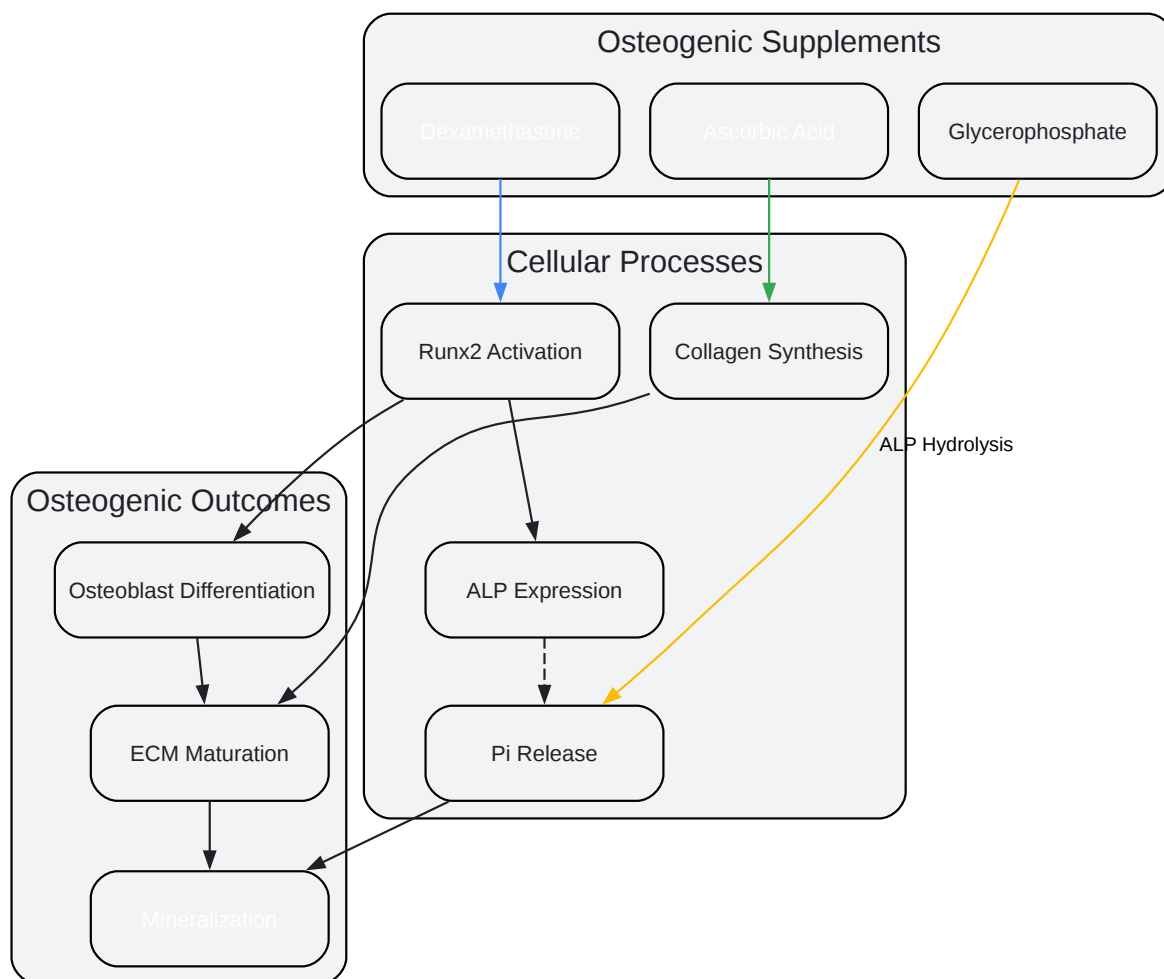 Osteogenic Supplements
Dexamethasone
Ascorbic Acid
Glycerophosphate
Cellular Processes
Runx2 Activation
Collagen Synthesis
ALP Hydrolysis
Osteogenic Outcomes
Osteoblast Differentiation
ALP Expression
ECM Maturation
Pi Release
Mineralization